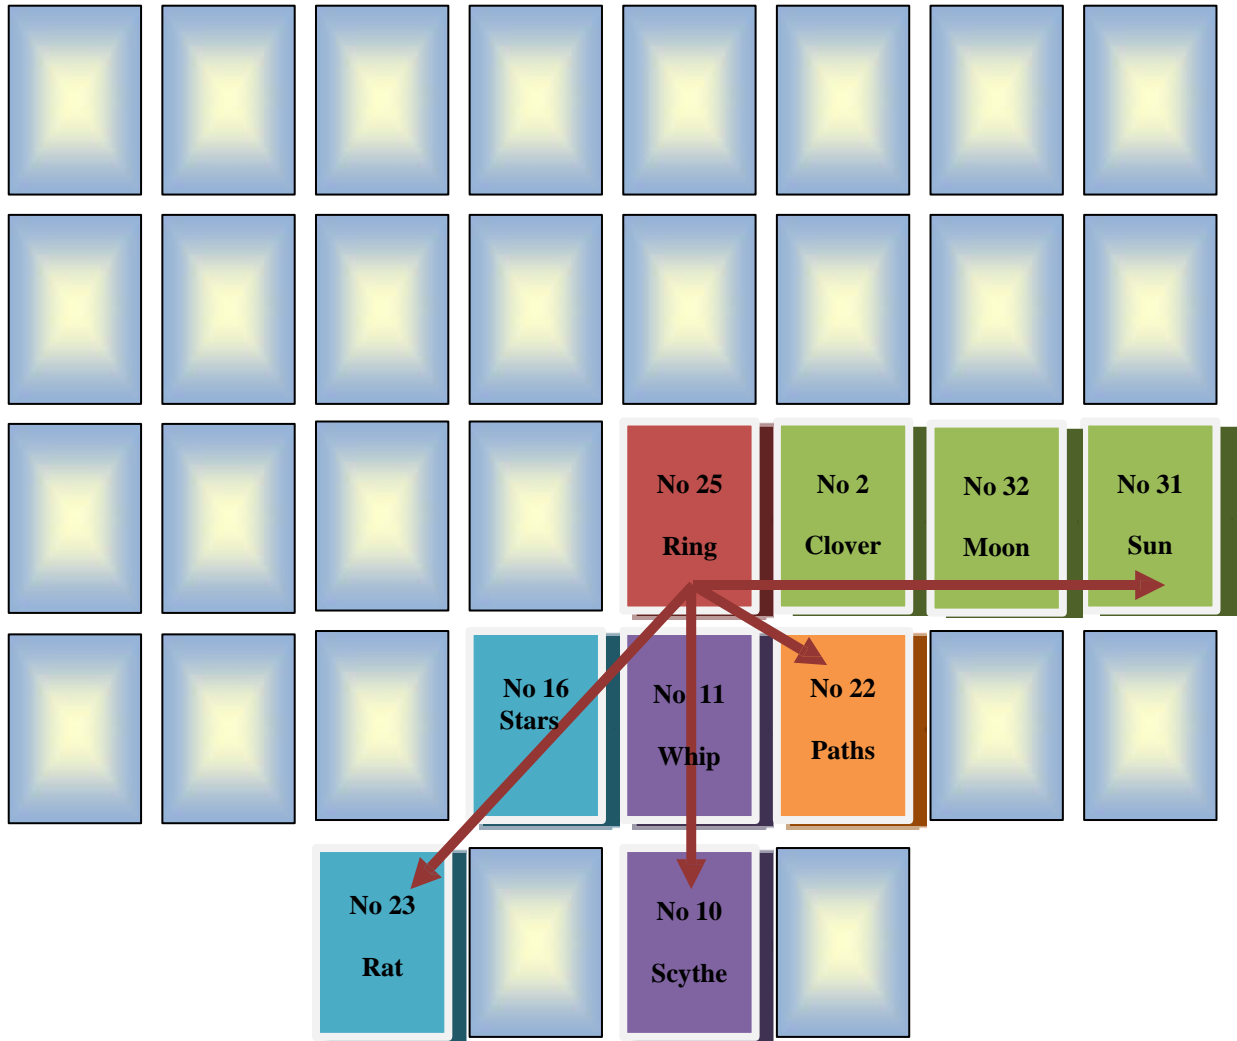 No 25
Ring
No 2
Clover
No 32
Moon
No 31
Sun
No 16
Stars
No 11
Whip
No 22
Paths
No 23
Rat
No 10
Scythe